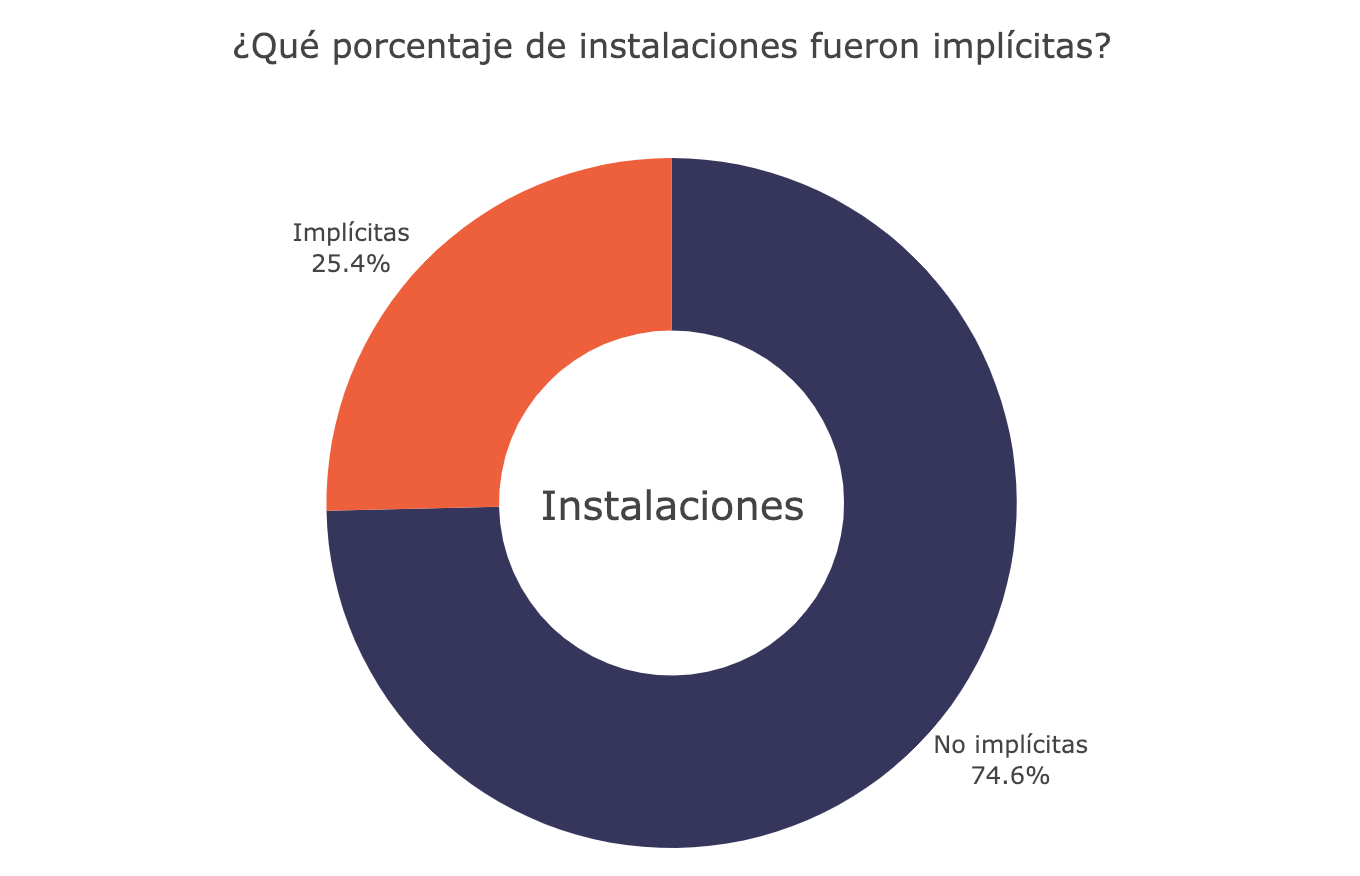 ¿Qué porcentaje de instalaciones fueron implícitas?
Implícitas
25.4%
Instalaciones
No implícitas
74.6%